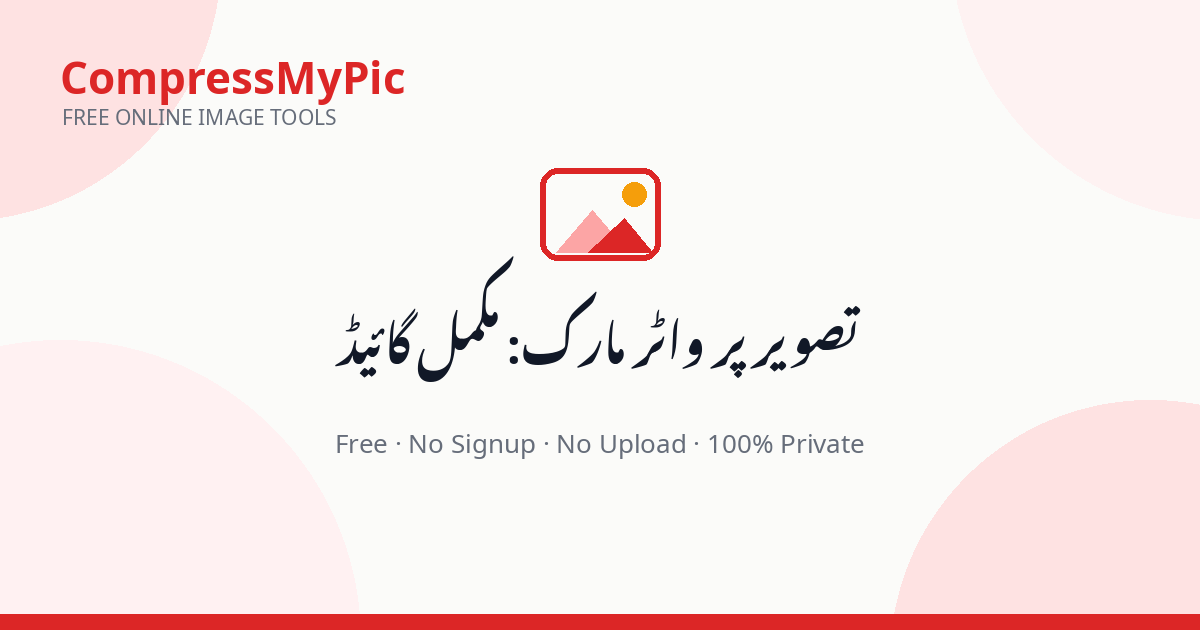 CompressMyPic
FREE ONLINE IMAGE TOOLS
تصویر پر واٹر مارک: مکمل گائیڈ
Free · No Signup · No Upload · 100% Private